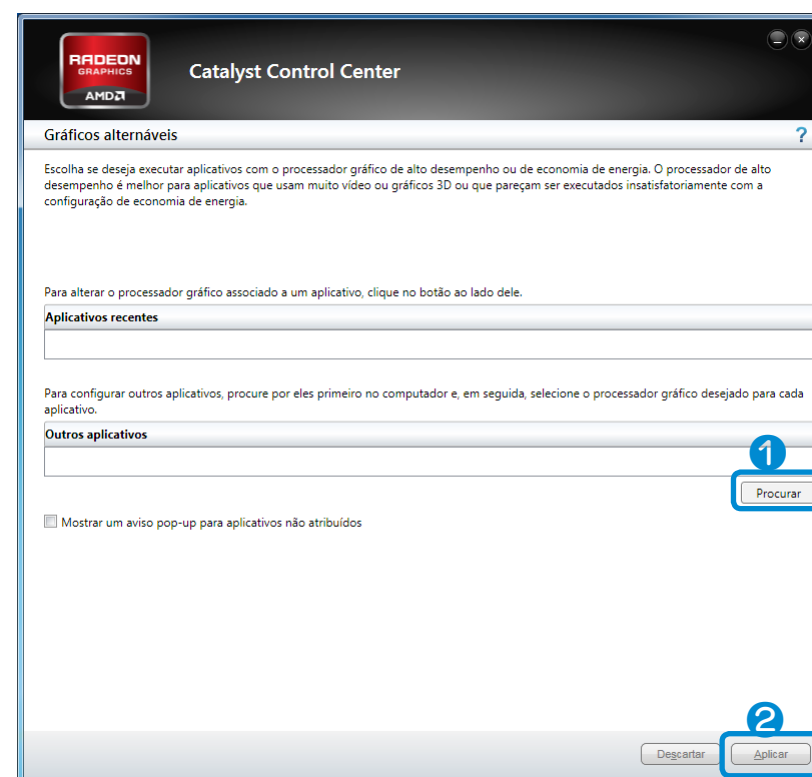 RADEON
GRAPHICS
AMD
Catalyst Control Center
Gráficos alternáveis
?
Escolha se deseja executar aplicativos com o processador gráfico de alto desempenho ou de economia de energia. O processador de alto
desempenho é melhor para aplicativos que usam muito vídeo ou gráficos 3D ou que pareçam ser executados insatisfatoriamente com a
configuração de economia de energia.
Para alterar o processador gráfico associado a um aplicativo, clique no botão ao lado dele.
Aplicativos recentes
Para configurar outros aplicativos, procure por eles primeiro no computador e, em seguida, selecione o processador gráfico desejado para cada
aplicativo.
Outros aplicativos
1
Procurar
Mostrar um aviso pop-up para aplicativos não atribuídos
2
Descartar
Aplicar